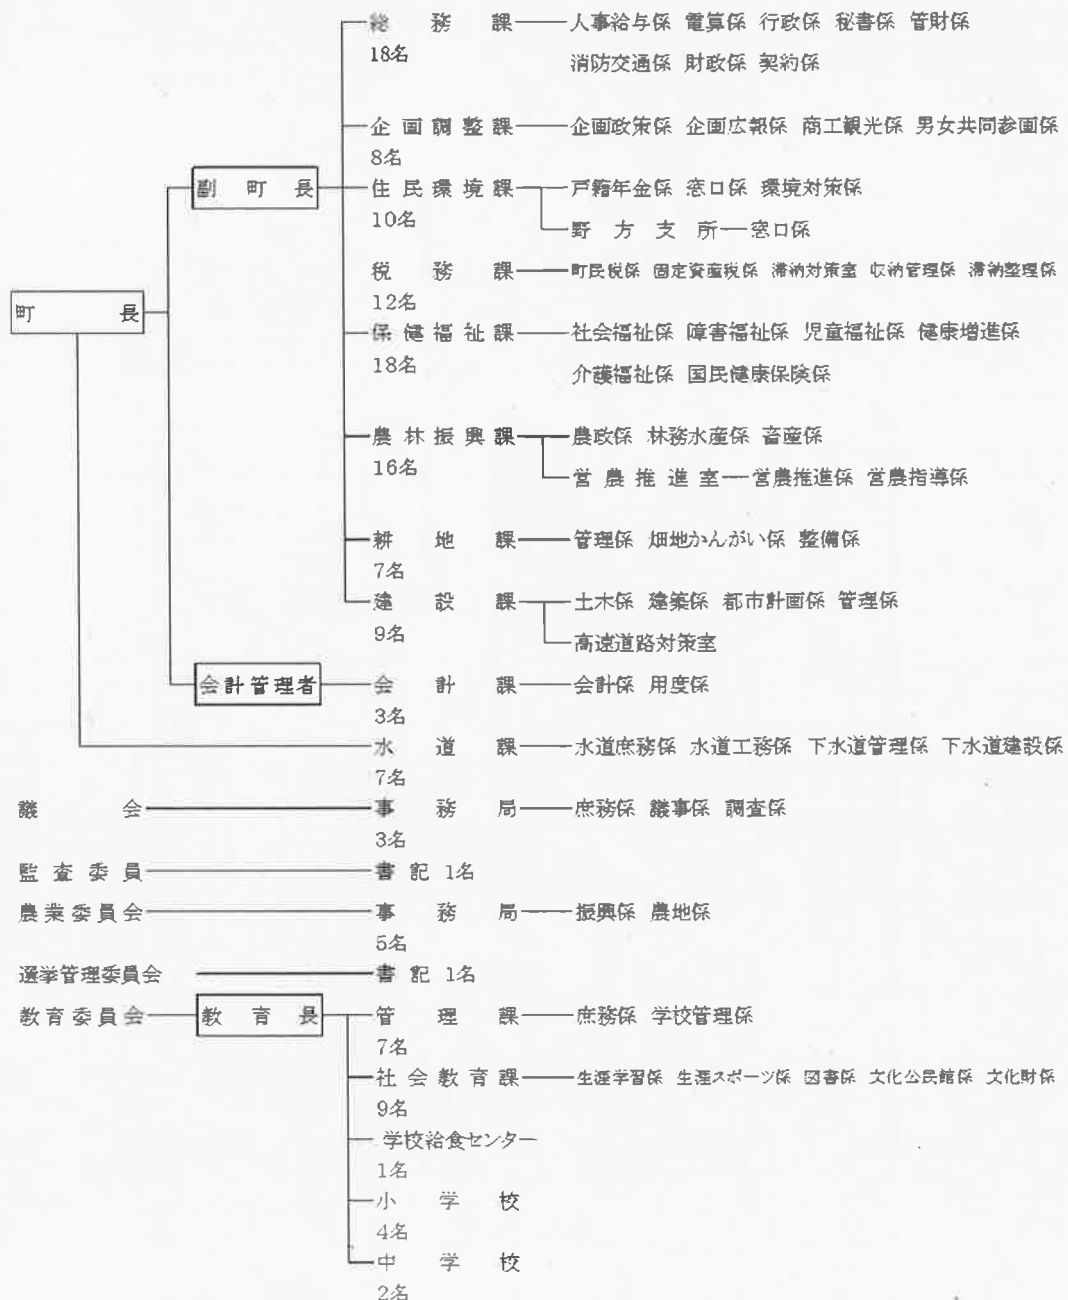 総務課 人事給与係 電算係 行政係 秘書係 管財係
18名 消防交通係 財政係 契約係
企画調整課 企画政策係 企画広報係 商工観光係 男女共同参画係
8名
副町長 住民環境課 戸籍年金係 窓口係 環境対策係
10名
野方支所 窓口係
税務課 町民税係 固定資産税係 滞納対策室 収納管理係 滞納整理係
12名
町長 保健福祉課 社会福祉係 障害福祉係 児童福祉係 健康増進係
18名
介護福祉係 国民健康保険係
農林振興課 農政係 林務水産係 畜産係
16名
営農推進室 営農推進係 営農指導係
耕地課 管理係 畑地かんがい係 整備係
7名
建設課 土木係 建築係 都市計画係 管理係
9名
高速道路対策室
会計管理者 会計課 会計係 用度係
3名
水道課 水道庶務係 水道工務係 下水道管理係 下水道建設係
7名
議会 事務局 庶務係 議事係 調査係
3名
監査委員 書記 1名
農業委員会 事務局 振興係 農地係
5名
選挙管理委員会 書記 1名
教育委員会 教育長 管理課 庶務係 学校管理係
7名
社会教育課 生涯学習係 生涯スポーツ係 図書係 文化公民館係 文化財係
9名
学校給食センター
1名
小学校
4名
中学校
2名